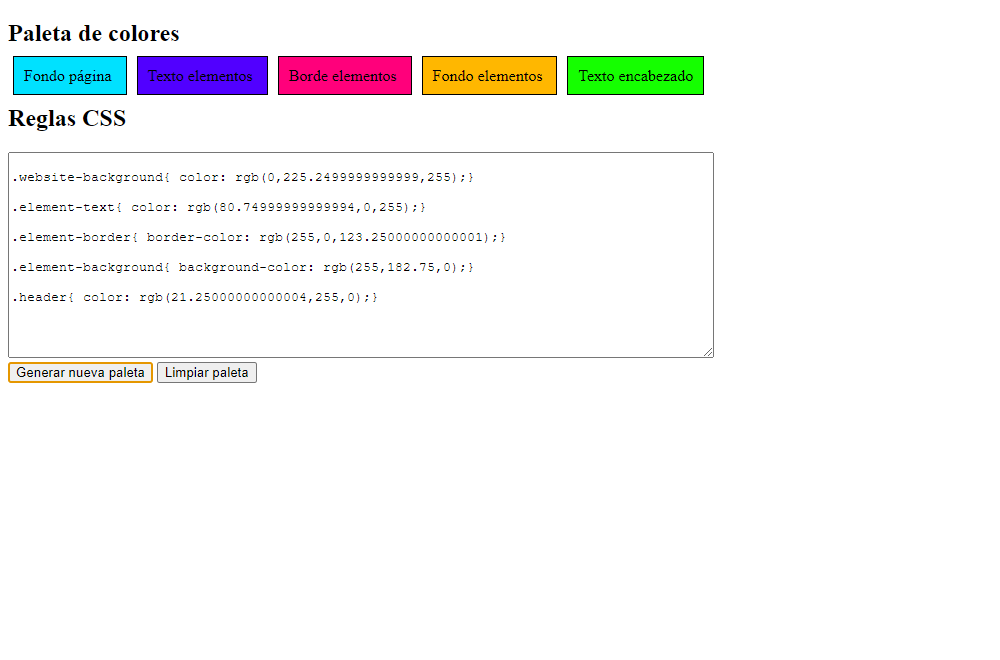 Paleta de colores
Fondo página Texto elementos Borde elementos Fondo elementos Texto encabezado
Reglas CSS
.website-background{ color: rgb(0,225.2499999999999,255);}
.element-text{ color: rgb(80.74999999999994,0,255);}
.element-border{ border-color: rgb(255,0,123.25000000000001);}
.element-background{ background-color: rgb(255,182.75,0);}
.header{ color: rgb(21.25000000000004,255,0);}
Generar nueva paleta Limpiar paleta